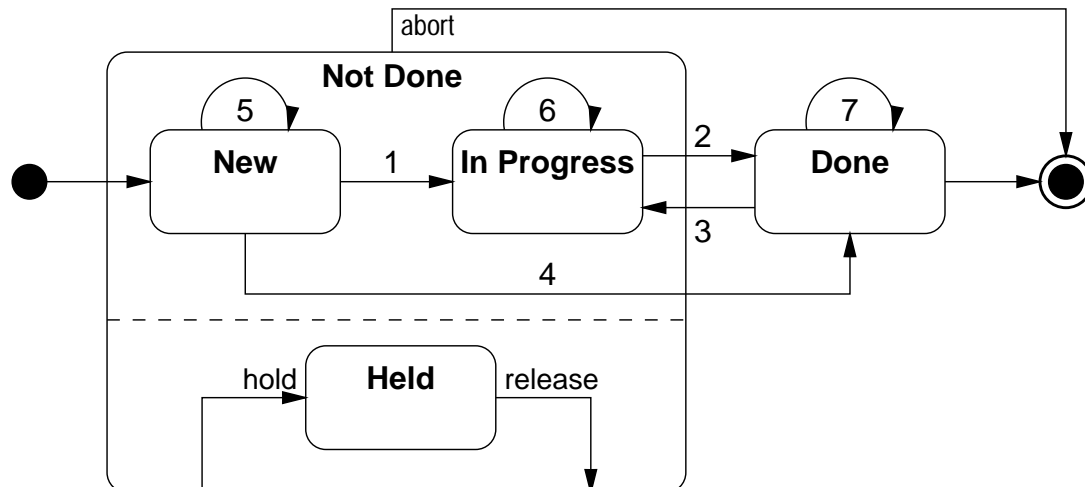 abort
Not Done
5
6
7
New
1
In Progress
2
Done
3
4
hold
Held
release